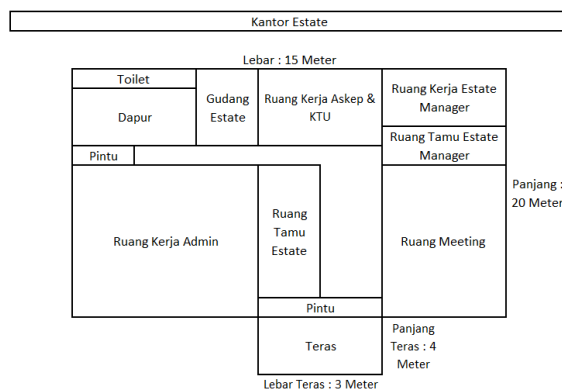 Kantor Estate
Lebar : 15 Meter
Toilet
Dapur
Gudang
Estate
Ruang Kerja Askep &
KTU
Ruang Kerja Estate
Manager
Ruang Tamu Estate
Manager
Pintu
Panjang :
20 Meter
Ruang Kerja Admin
Ruang
Tamu
Estate
Ruang Meeting
Pintu
Teras
Panjang
Teras : 4
Meter
Lebar Teras : 3 Meter